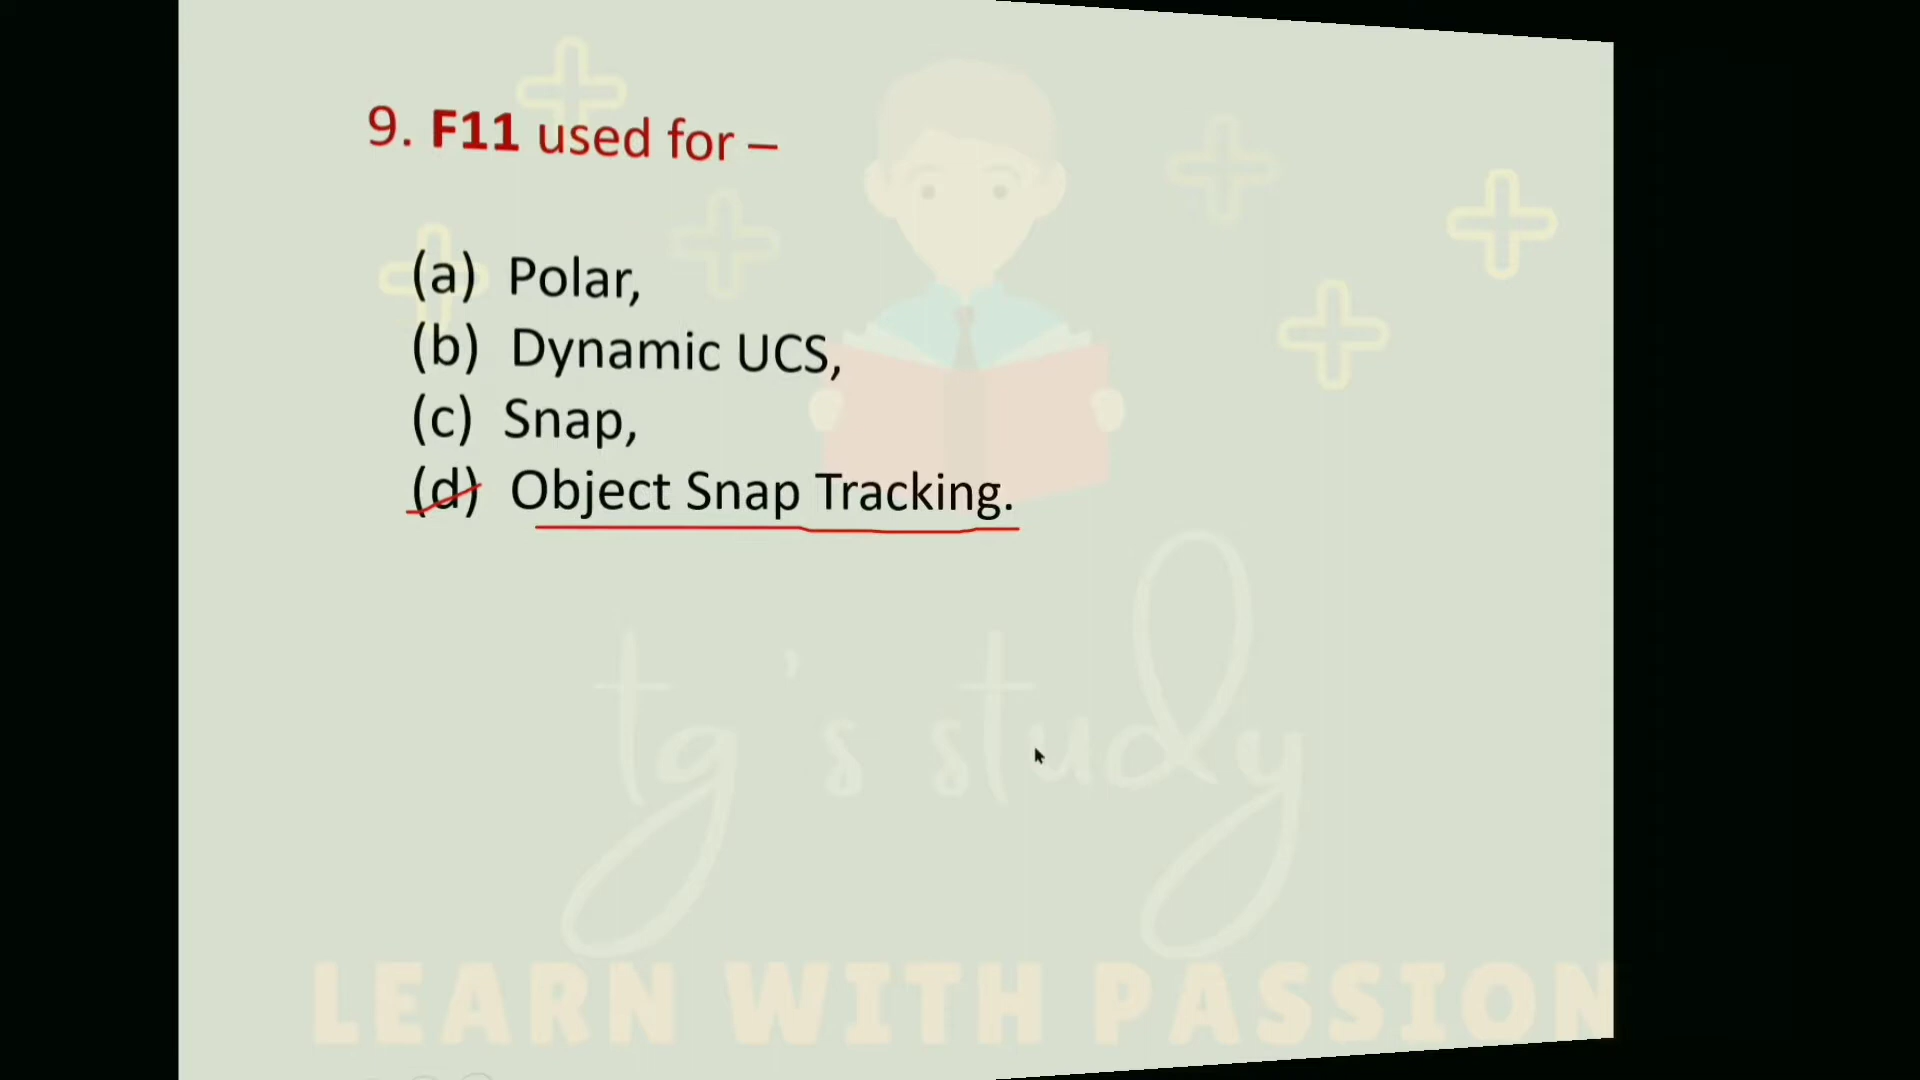 9. F11 used for –
(a) Polar,
(b) Dynamic UCS,
(c) Snap,
(d) Object Snap Tracking.
tg's study
LEARN WITH PASSION